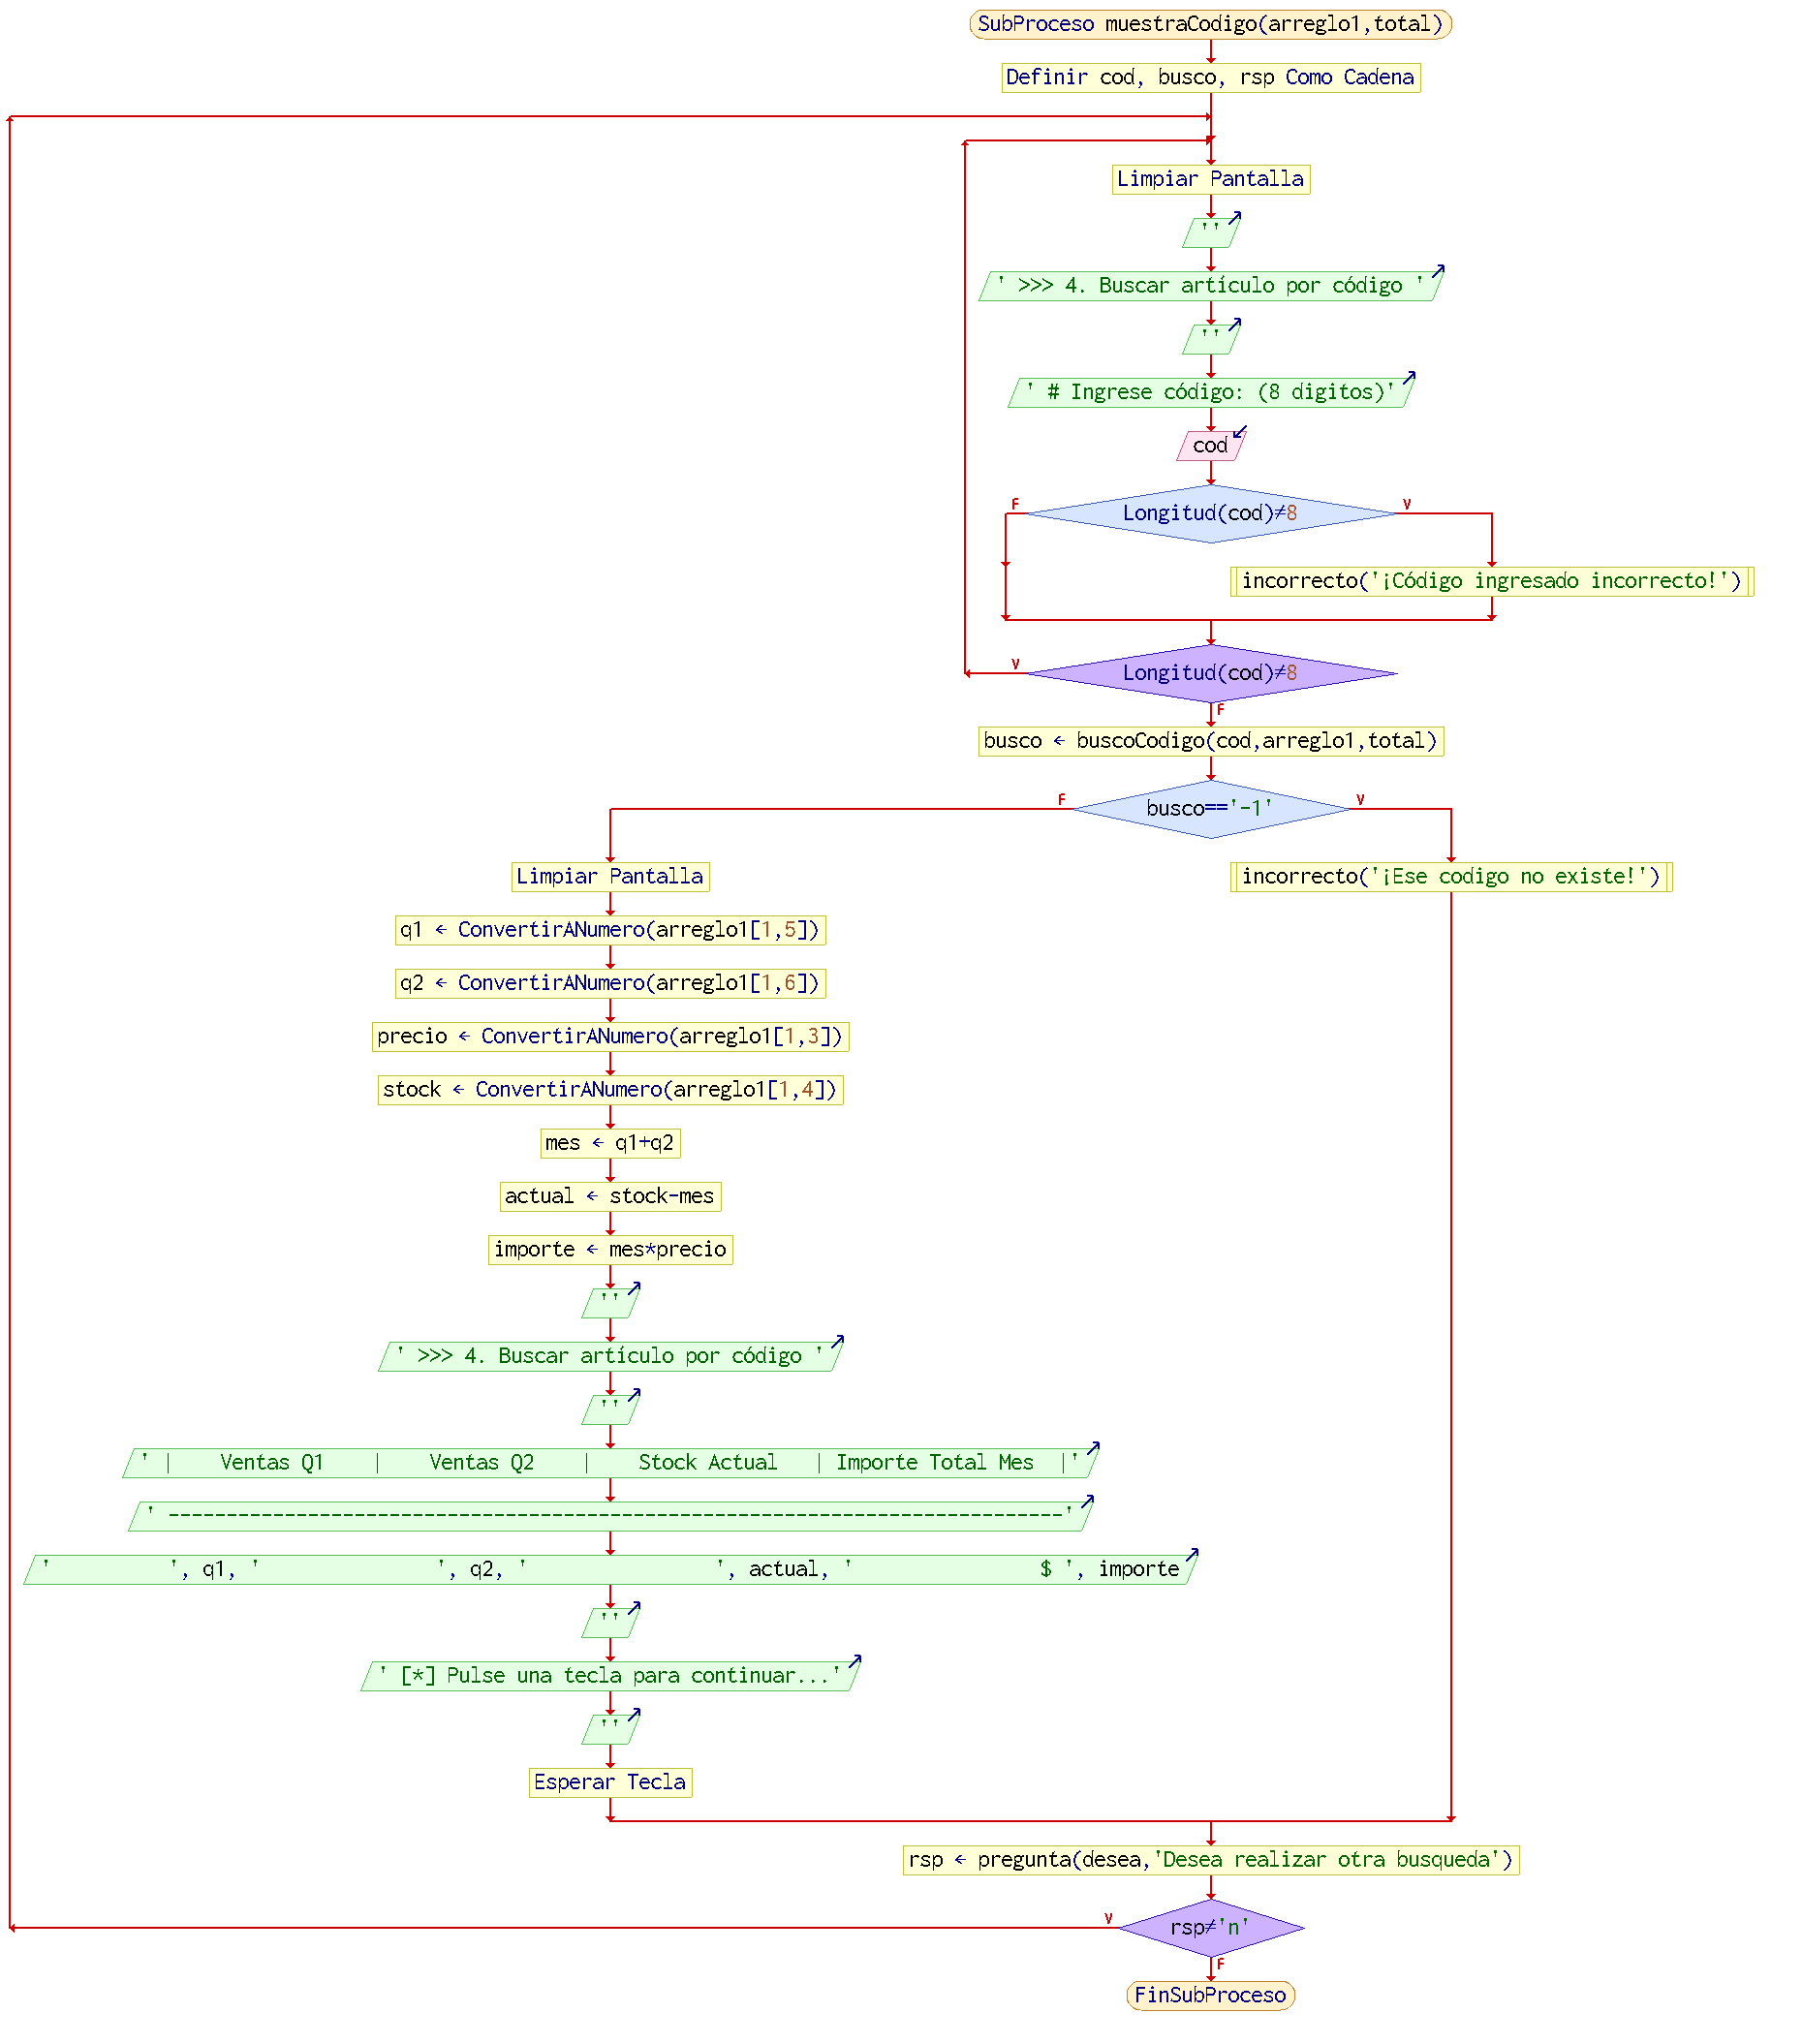 SubProceso muestraCodigo(arreglo1,total)
Definir cod, busco, rsp Como Cadena
Limpiar Pantalla
''
' >>> 4. Buscar artículo por código '
''
' # Ingrese código: (8 digitos)'
cod
F
Longitud(cod)≠8
V
incorrecto('¡Código ingresado incorrecto!')
V
Longitud(cod)≠8
F
busco ← buscoCodigo(cod,arreglo1,total)
F
busco=='-1'
V
Limpiar Pantalla
incorrecto('¡Ese codigo no existe!')
q1 ← ConvertirANumero(arreglo1[1,5])
q2 ← ConvertirANumero(arreglo1[1,6])
precio ← ConvertirANumero(arreglo1[1,3])
stock ← ConvertirANumero(arreglo1[1,4])
mes ← q1+q2
actual ← stock-mes
importe ← mes*precio
''
' >>> 4. Buscar artículo por código '
''
' |    Ventas Q1    |    Ventas Q2    |    Stock Actual   | Importe Total Mes  |'
' -----------------------------------------------------------------------------'
'          ', q1, '               ', q2, '                ', actual, '                $ ', importe
''
' [*] Pulse una tecla para continuar...'
''
Esperar Tecla
rsp ← pregunta(desea,'Desea realizar otra busqueda')
V
rsp≠'n'
F
FinSubProceso